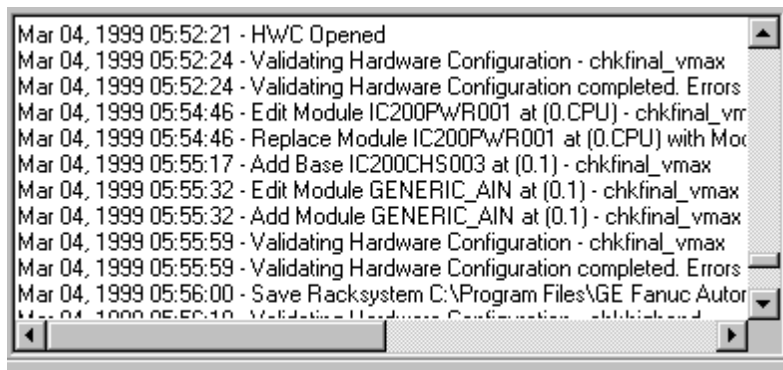 Mar 04, 1999 05:52:21 - HWC Opened
Mar 04, 1999 05:52:24 - Validating Hardware Configuration - chkfinal_vmax
Mar 04, 1999 05:52:24 - Validating Hardware Configuration completed. Errors
Mar 04, 1999 05:54:46 - Edit Module IC200PWR001 at (0.CPU) - chkfinal_vm
Mar 04, 1999 05:54:46 - Replace Module IC200PWR001 at (0.CPU) with Mod
Mar 04, 1999 05:55:17 - Add Base IC200CHS003 at (0.1) - chkfinal_vmax
Mar 04, 1999 05:55:32 - Edit Module GENERIC_AIN at (0.1) - chkfinal_vmax
Mar 04, 1999 05:55:32 - Add Module GENERIC_AIN at (0.1) - chkfinal_vmax
Mar 04, 1999 05:55:59 - Validating Hardware Configuration - chkfinal_vmax
Mar 04, 1999 05:55:59 - Validating Hardware Configuration completed. Errors
Mar 04, 1999 05:56:00 - Save Racksystem C:\Program Files\GE Fanuc Autor
Mar 04, 1999 - Validating Hardware Configuration -